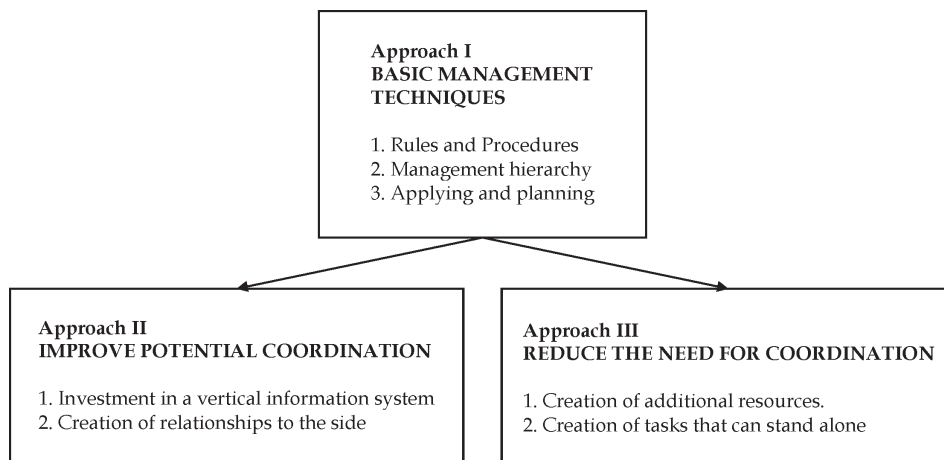 Approach I
BASIC MANAGEMENT
TECHNIQUES
1. Rules and Procedures
2. Management hierarchy
3. Applying and planning
Approach II
IMPROVE POTENTIAL COORDINATION
1. Investment in a vertical information system
2. Creation of relationships to the side
Approach III
REDUCE THE NEED FOR COORDINATION
1. Creation of additional resources.
2. Creation of tasks that can stand alone